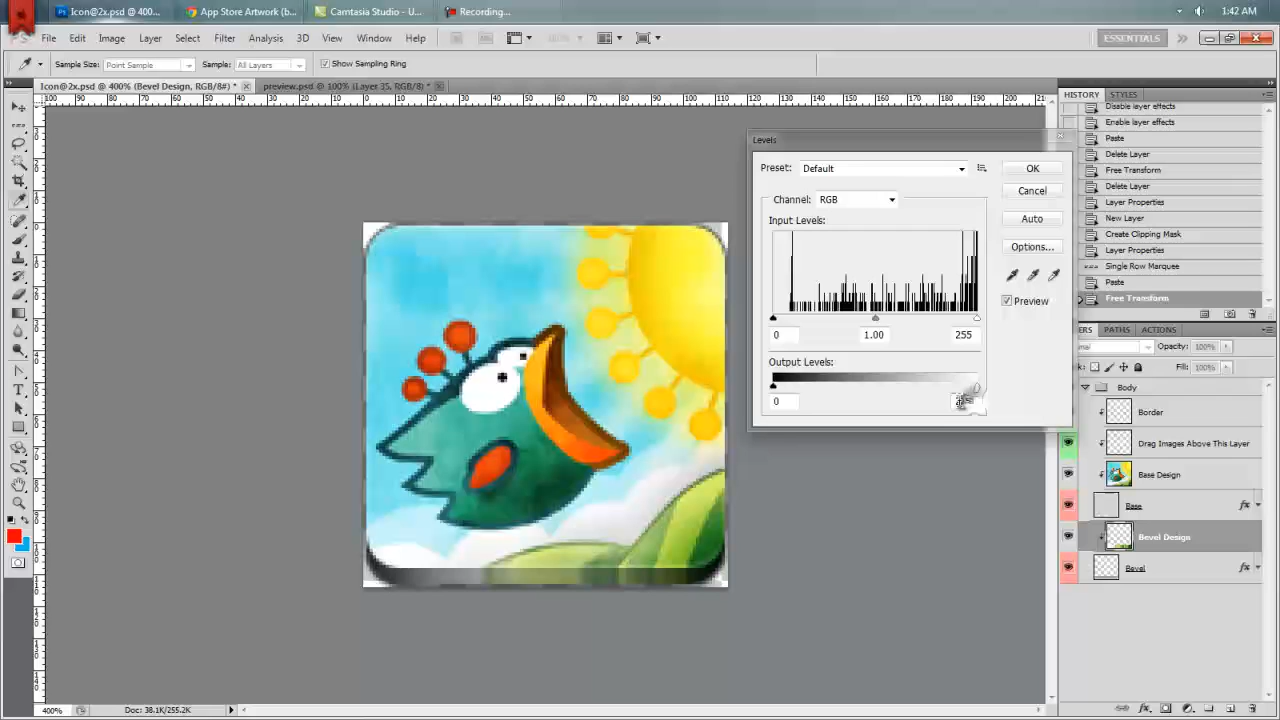 Icon@2x.psd @ 400...
App Store Artwork (b...
Camtasia Studio - U...
Recording...
1:42 AM
File Edit Image Layer Select Filter Analysis 3D View Window Help
ESSENTIALS
Sample Size: Point Sample Sample: All Layers Show Sampling Ring
Icon@2x.psd @ 400% (Bevel Design, RGB/8#) *
preview.psd @ 100% (Layer 35, RGB/8) *
HISTORY STYLES
Disable layer effects
Enable layer effects
Paste
Delete Layer
Free Transform
Delete Layer
Layer Properties
New Layer
Create Clipping Mask
Layer Properties
Single Row Marquee
Paste
Free Transform
Levels
Preset: Default
OK
Cancel
Channel: RGB
Auto
Input Levels:
Options...
Preview
0 1.00 255
Output Levels:
0
ERS PATHS ACTIONS
mal Opacity: 100%
k: Fill: 100%
Body
Border
Drag Images Above This Layer
Base Design
Base fx
Bevel Design
Bevel fx
400% Doc: 38.1K/255.2K